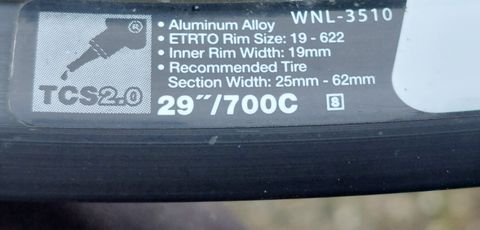 WNL-3510
• Aluminum Alloy
• ETRTO Rim Size: 19 - 622
• Inner Rim Width: 19mm
• Recommended Tire
Section Width: 25mm - 62mm
®
TCS2.0
29″/700C 8